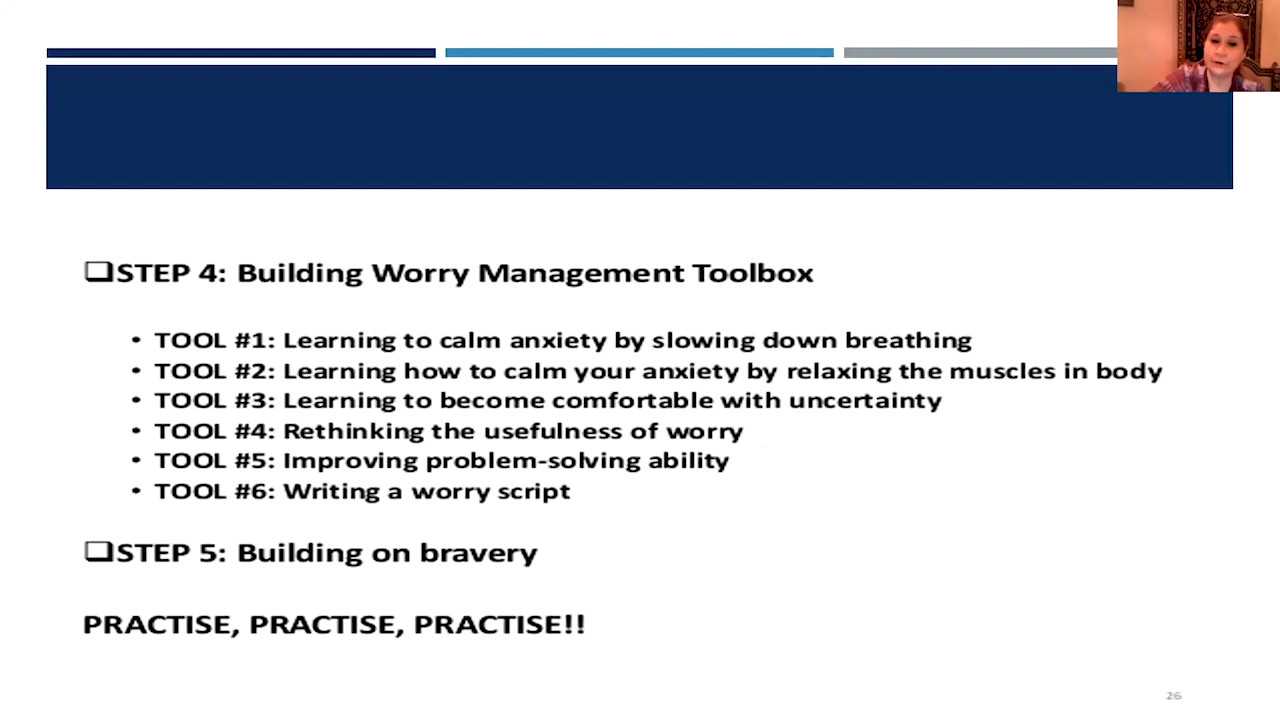 ❑STEP 4: Building Worry Management Toolbox
• TOOL #1: Learning to calm anxiety by slowing down breathing
• TOOL #2: Learning how to calm your anxiety by relaxing the muscles in body
• TOOL #3: Learning to become comfortable with uncertainty
• TOOL #4: Rethinking the usefulness of worry
• TOOL #5: Improving problem-solving ability
• TOOL #6: Writing a worry script
❑STEP 5: Building on bravery
PRACTISE, PRACTISE, PRACTISE!!
26